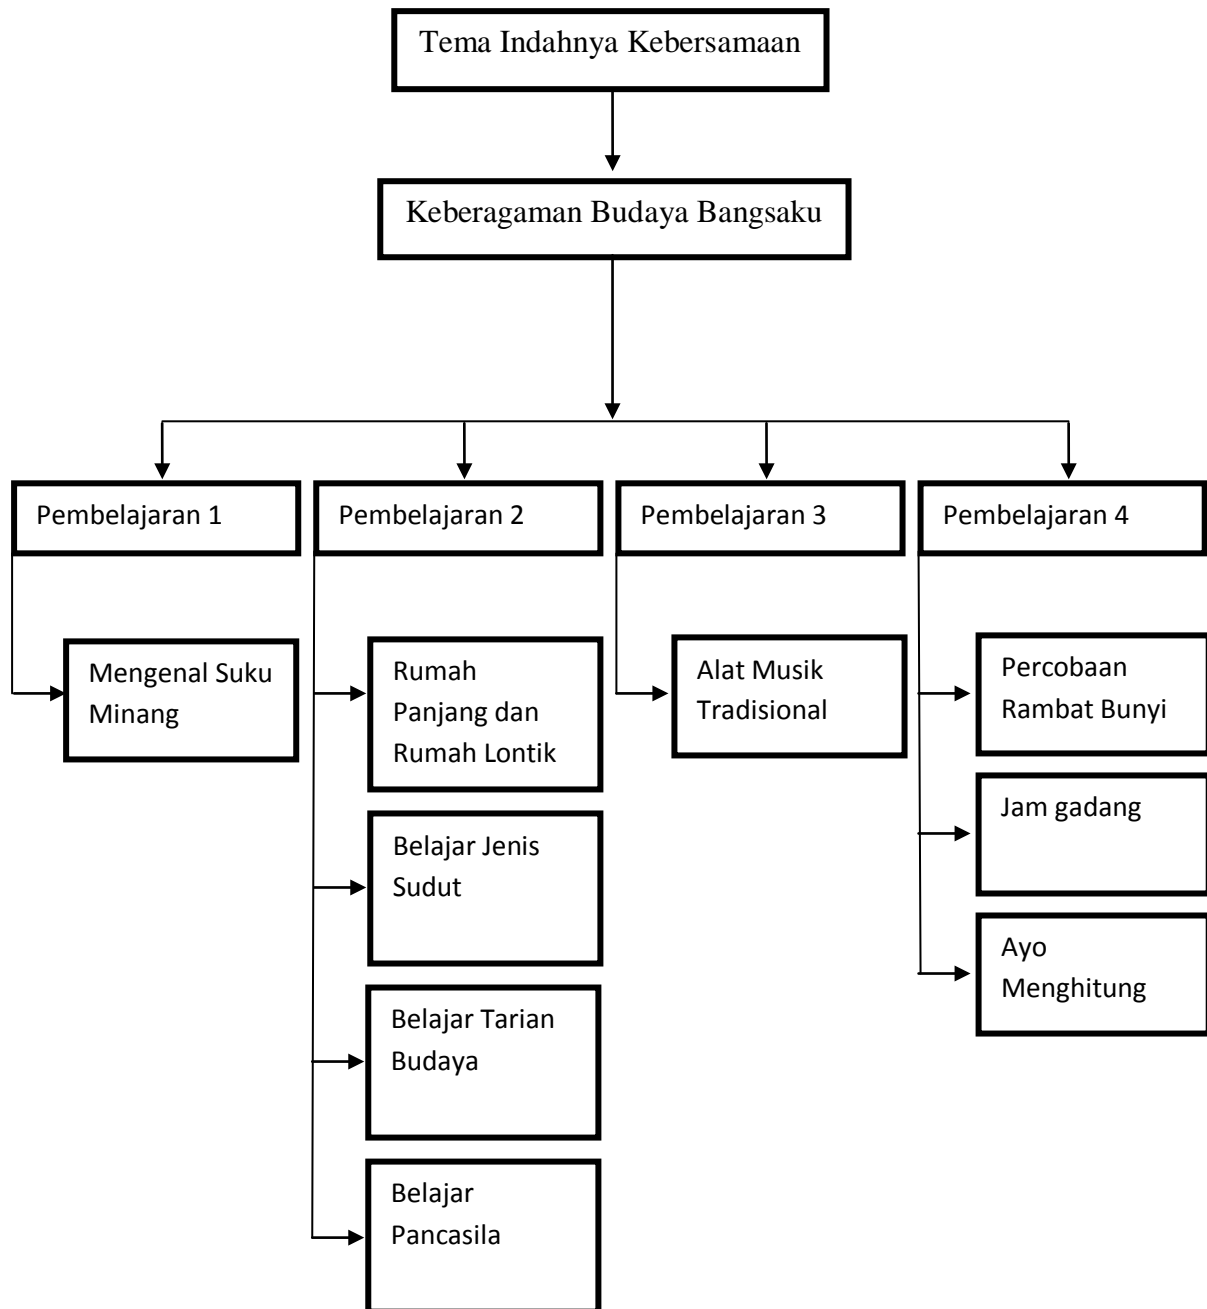 Tema Indahnya Kebersamaan
Keberagaman Budaya Bangsaku
Pembelajaran 1
Pembelajaran 2
Pembelajaran 3
Pembelajaran 4
Mengenal Suku
Minang
Rumah
Panjang dan
Rumah Lontik
Belajar Jenis
Sudut
Belajar Tarian
Budaya
Belajar
Pancasila
Alat Musik
Tradisional
Percobaan
Rambat Bunyi
Jam gadang
Ayo
Menghitung